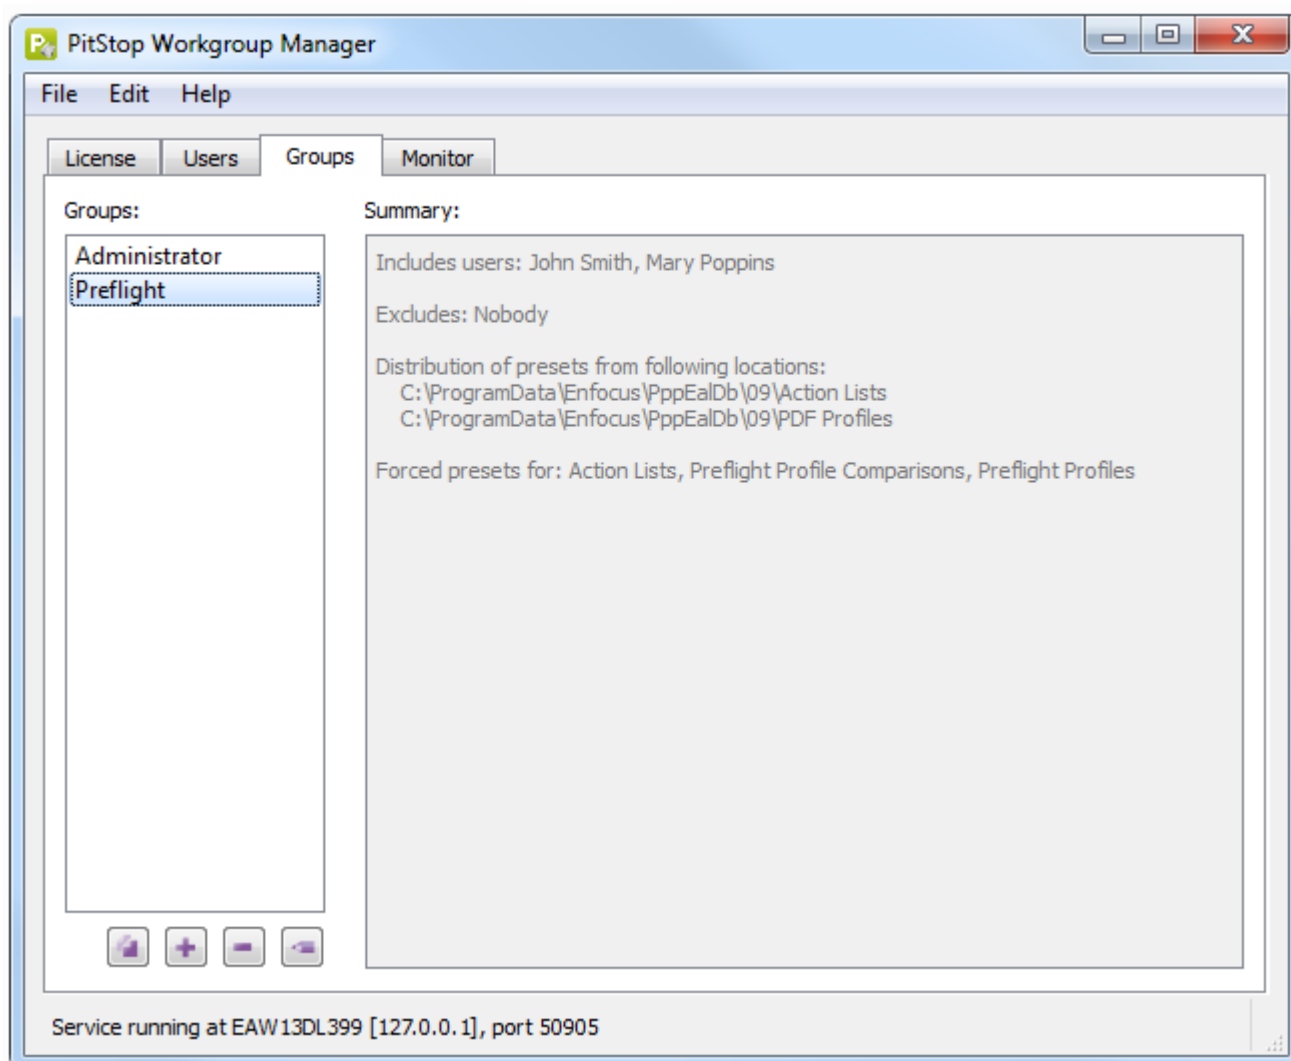 PitStop Workgroup Manager
File Edit Help
License Users Groups Monitor
Groups:
Summary:
Administrator
Preflight
Includes users: John Smith, Mary Poppins
Excludes: Nobody
Distribution of presets from following locations:
C:\ProgramData\Enfocus\PppEalDb\09\Action Lists
C:\ProgramData\Enfocus\PppEalDb\09\PDF Profiles
Forced presets for: Action Lists, Preflight Profile Comparisons, Preflight Profiles
Service running at EAW13DL399 [127.0.0.1], port 50905